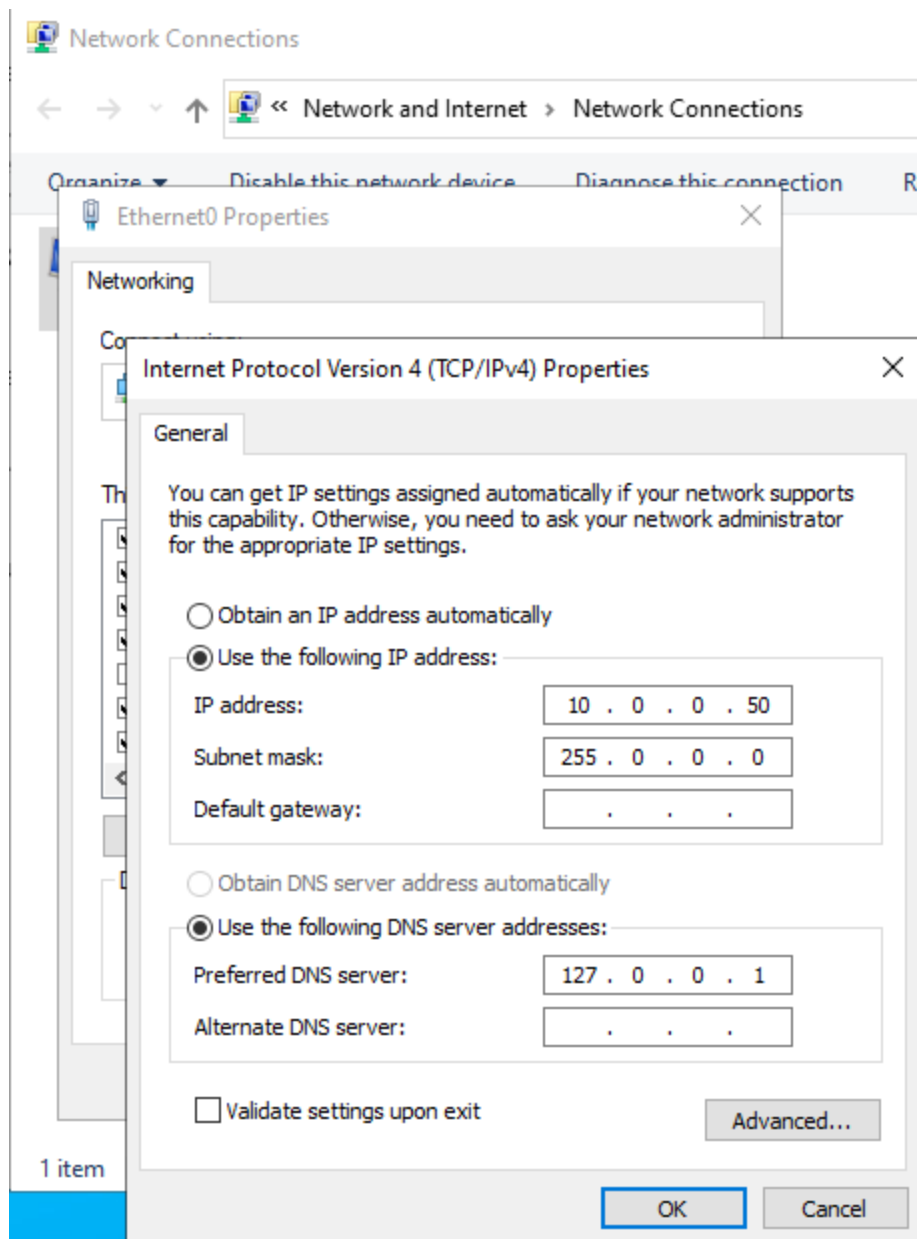 Network Connections
« Network and Internet > Network Connections
Organize Disable this network device Diagnose this connection R
Ethernet0 Properties
Networking
Connect using:
Internet Protocol Version 4 (TCP/IPv4) Properties
General
Th
You can get IP settings assigned automatically if your network supports
this capability. Otherwise, you need to ask your network administrator
for the appropriate IP settings.
Obtain an IP address automatically
Use the following IP address:
IP address: 10 . 0 . 0 . 50
Subnet mask: 255 . 0 . 0 . 0
Default gateway: . . .
Obtain DNS server address automatically
Use the following DNS server addresses:
Preferred DNS server: 127 . 0 . 0 . 1
Alternate DNS server: . . .
Validate settings upon exit
Advanced...
1 item
OK Cancel